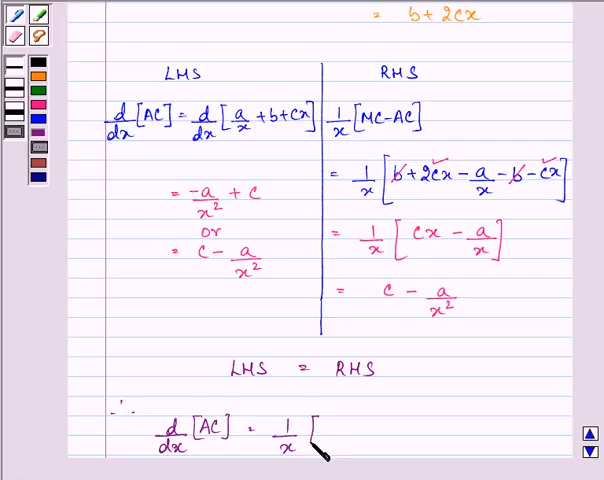 = b + 2cx
LHS
d/dx [AC] = d/dx [a/x + b + cx]
= -a/x² + c
or
= c - a/x²
RHS
1/x [MC - AC]
= 1/x [b + 2cx - a/x - b - cx]
= 1/x [cx - a/x]
= c - a/x²
LHS = RHS
∴
d/dx [AC] = 1/x [